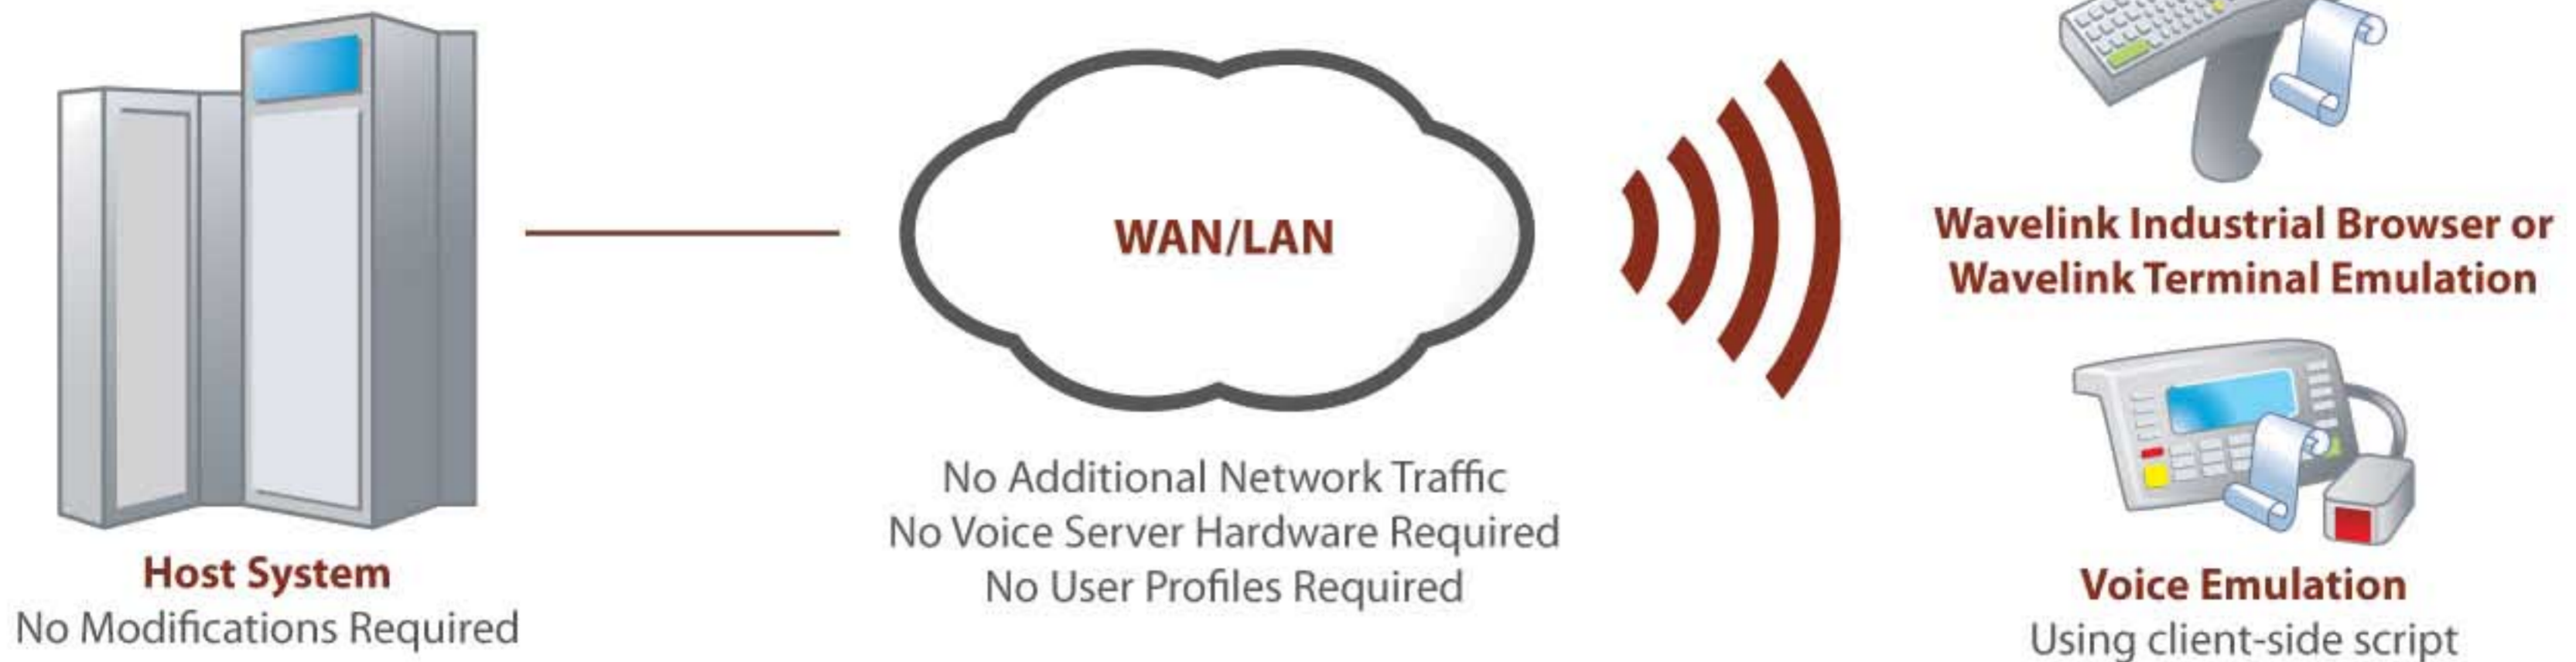 WAN/LAN
Wavelink Industrial Browser or
Wavelink Terminal Emulation
No Additional Network Traffic
No Voice Server Hardware Required
No User Profiles Required
Host System
No Modifications Required
Voice Emulation
Using client-side script